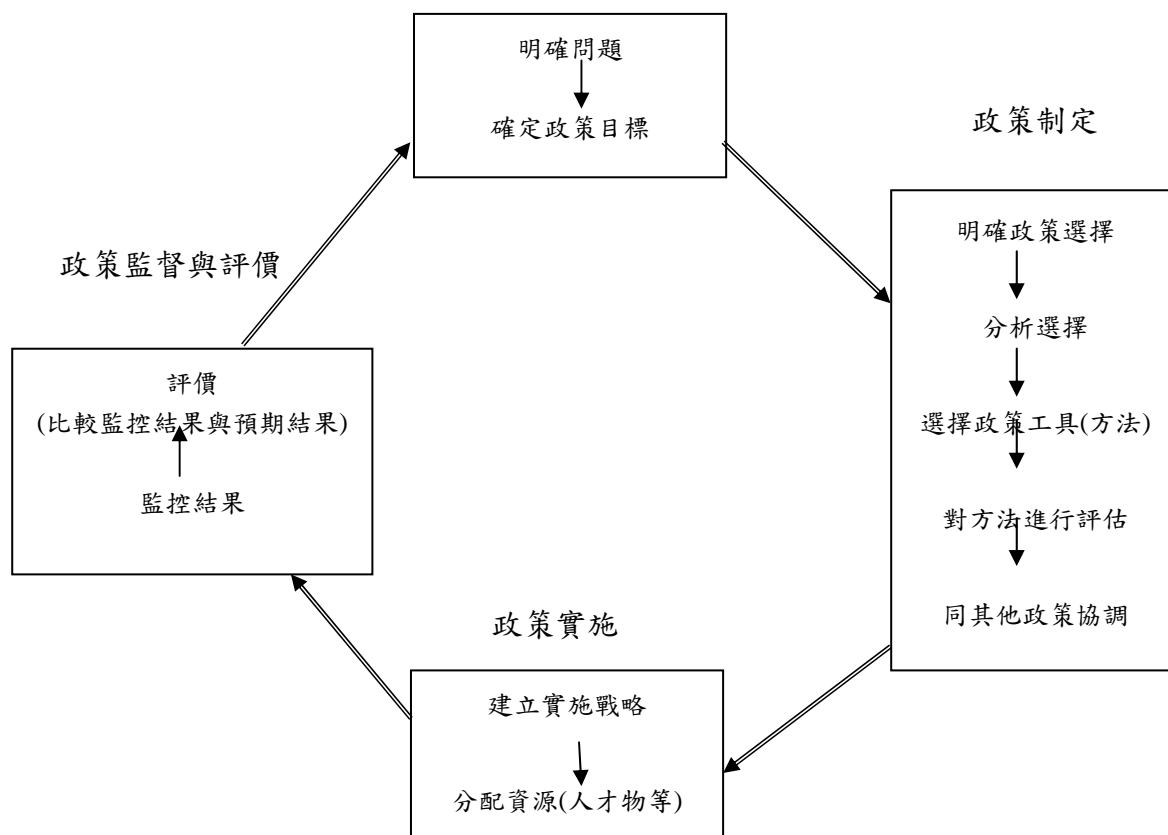 明確問題
確定政策目標
政策制定
明確政策選擇
分析選擇
選擇政策工具(方法)
對方法進行評估
同其他政策協調
政策實施
建立實施戰略
分配資源(人才物等)
政策監督與評價
評價
(比較監控結果與預期結果)
監控結果